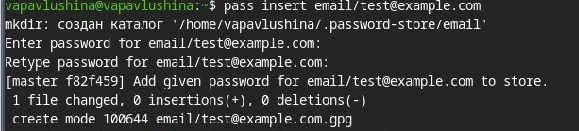 vapavlushina@vapavlushina:~$ pass insert email/test@example.com
mkdir: создан каталог '/home/vapavlushina/.password-store/email'
Enter password for email/test@example.com:
Retype password for email/test@example.com:
[master f82f459] Add given password for email/test@example.com to store.
 1 file changed, 0 insertions(+), 0 deletions(-)
 create mode 100644 email/test@example.com.gpg